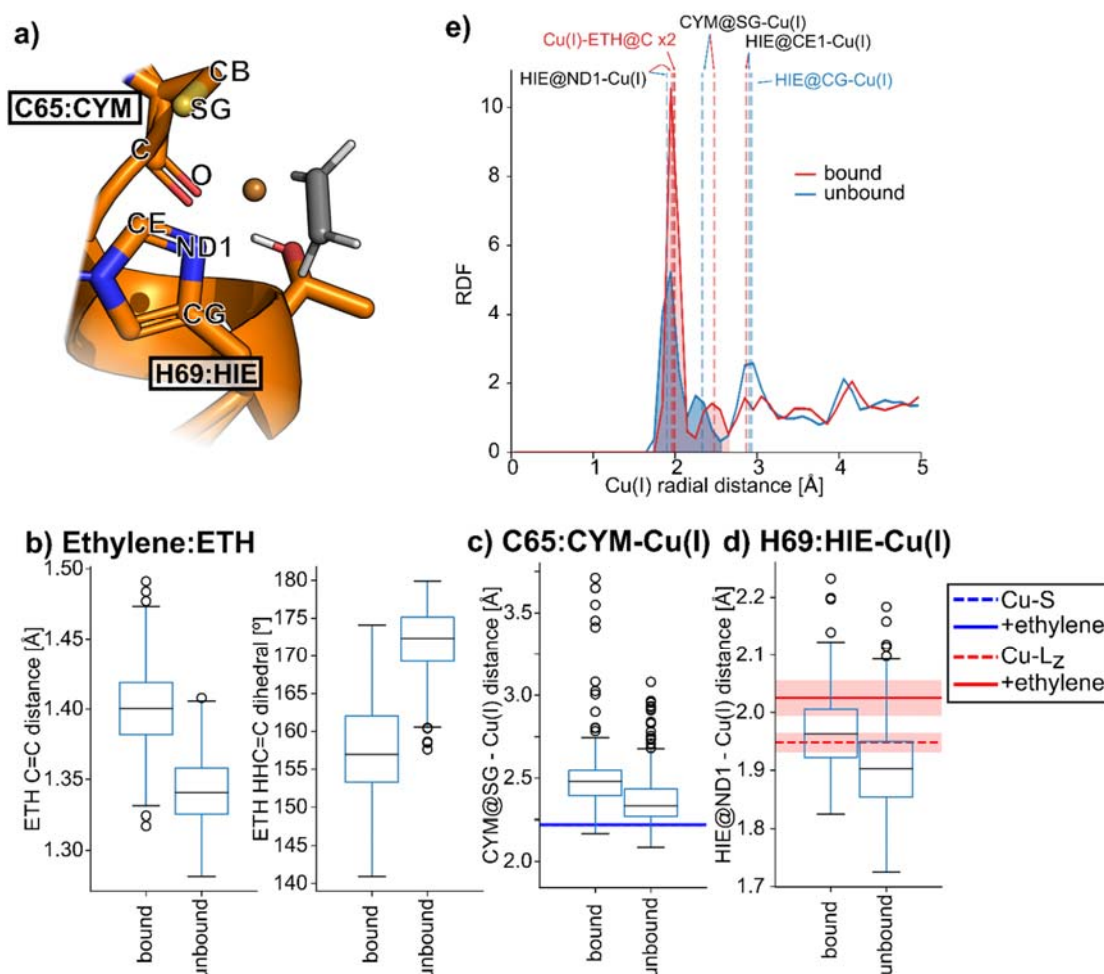 a)
CB
C65:CYM
SG
C
O
CE
ND1
CG
H69:HIE
e)
CYM@SG-Cu(I)
Cu(I)-ETH@C x2
HIE@CE1-Cu(I)
HIE@ND1-Cu(I)
HIE@CG-Cu(I)
bound
unbound
RDF
10
8
6
4
2
0
0 1 2 3 4 5
Cu(I) radial distance [Å]
b) Ethylene:ETH
ETH C=C distance [Å]
1.50
1.45
1.40
1.35
1.30
bound
unbound
ETH HHC=C dihedral [º]
180
175
170
165
160
155
150
145
140
bound
unbound
c) C65:CYM-Cu(I)
CYM@SG - Cu(I) distance [Å]
3.5
3.0
2.5
2.0
bound
unbound
d) H69:HIE-Cu(I)
HIE@ND1 - Cu(I) distance [Å]
2.2
2.1
2.0
1.9
1.8
1.7
bound
unbound
Cu-S
+ethylene
Cu-Lz
+ethylene